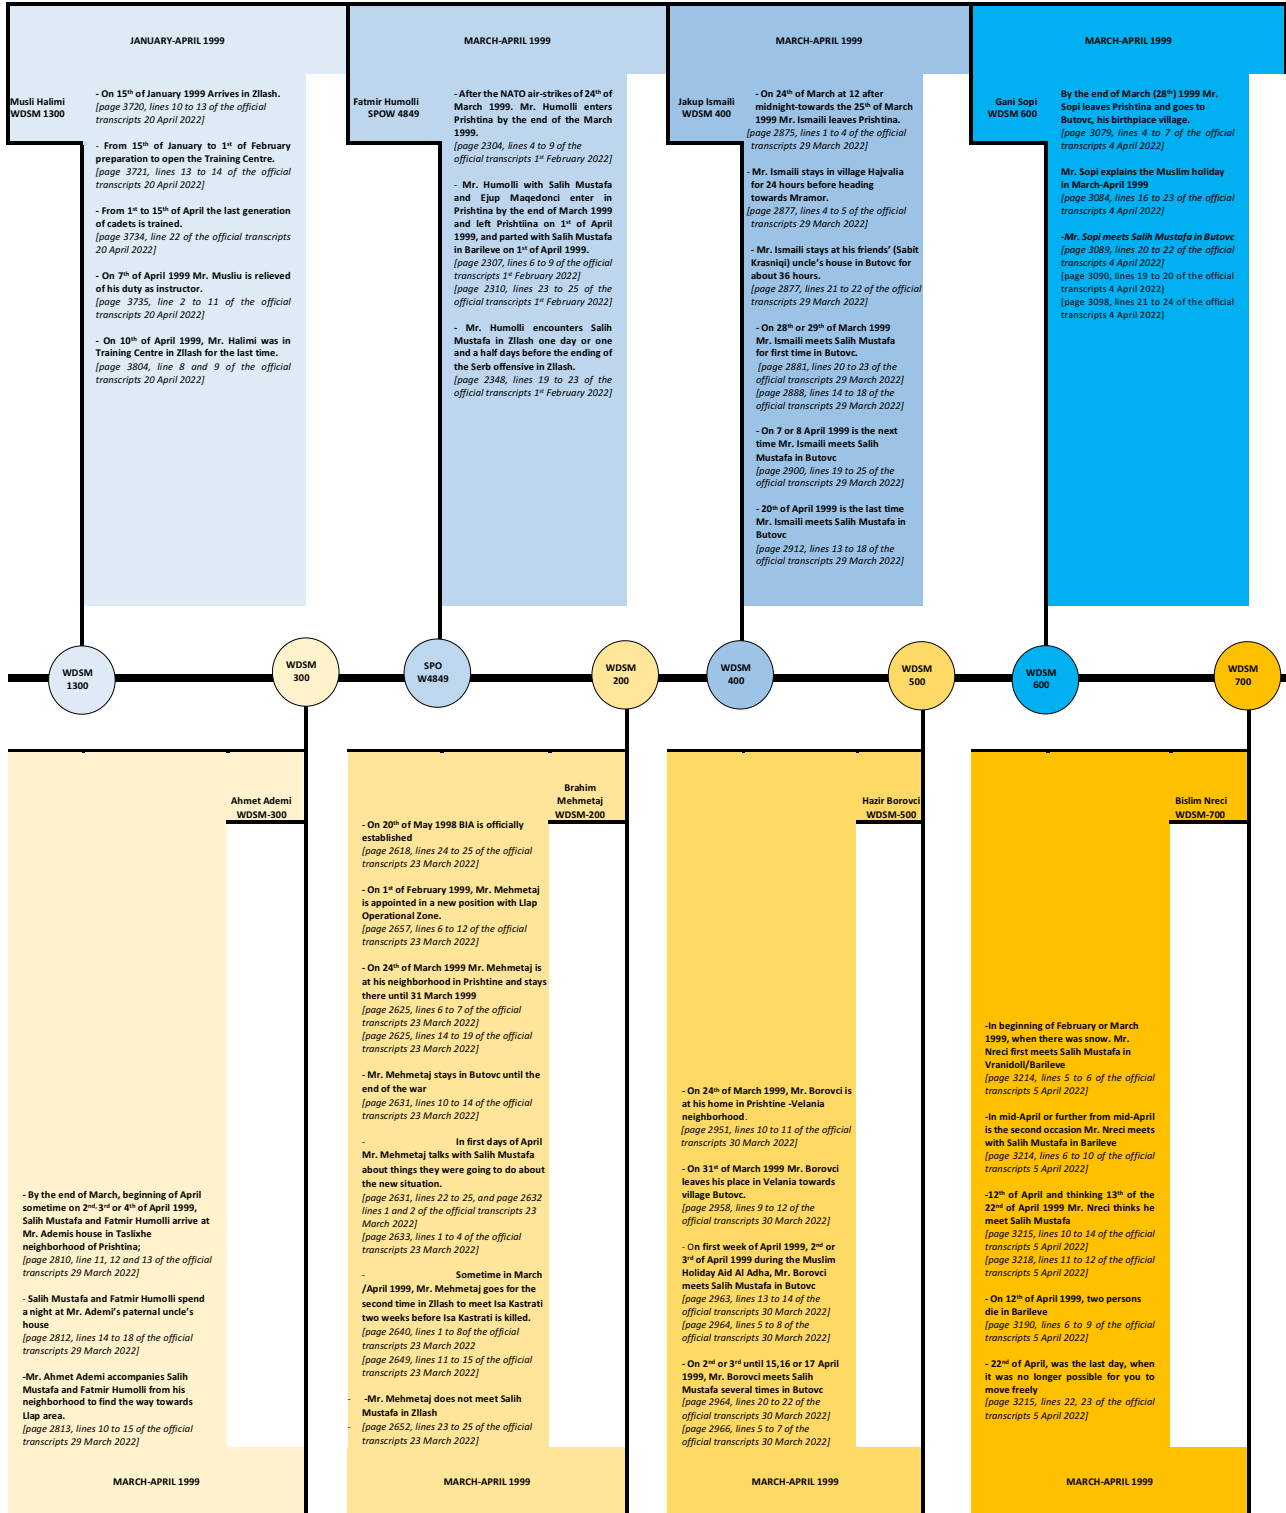 JANUARY-APRIL 1999
Musli Halimi
WDSM 1300
- On 15th of January 1999 Arrives in Zllash.
[page 3720, lines 10 to 13 of the official
transcripts 20 April 2022]
- From 15th of January to 1st of February
preparation to open the Training Centre.
[page 3721, lines 13 to 14 of the official
transcripts 20 April 2022]
- From 1st to 15th of April the last generation
of cadets is trained.
[page 3734, line 22 of the official transcripts
20 April 2022]
- On 7th of April 1999 Mr. Musliu is relieved
of his duty as instructor.
[page 3735, line 2 to 11 of the official
transcripts 20 April 2022]
- On 10th of April 1999, Mr. Halimi was in
Training Centre in Zllash for the last time.
[page 3804, line 8 and 9 of the official
transcripts 20 April 2022]
MARCH-APRIL 1999
Fatmir Humolli
SPOW 4849
- After the NATO air-strikes of 24th of
March 1999. Mr. Humolli enters
Prishtina by the end of the March
1999.
[page 2304, lines 4 to 9 of the
official transcripts 1st February 2022]
- Mr. Humolli with Salih Mustafa
and Ejup Maqedonci enter in
Prishtina by the end of March 1999
and left Prishtiina on 1st of April
1999, and parted with Salih Mustafa
in Barileve on 1st of April 1999.
[page 2307, lines 6 to 9 of the official
transcripts 1st February 2022]
[page 2310, lines 23 to 25 of the
official transcripts 1st February 2022]
- Mr. Humolli encounters Salih
Mustafa in Zllash one day or one
and a half days before the ending of
the Serb offensive in Zllash.
[page 2348, lines 19 to 23 of the
official transcripts 1st February 2022]
MARCH-APRIL 1999
Jakup Ismaili
WDSM 400
- On 24th of March at 12 after
midnight-towards the 25th of March
1999 Mr. Ismaili leaves Prishtina.
[page 2875, lines 1 to 4 of the official
transcripts 29 March 2022]
- Mr. Ismaili stays in village Hajvalia
for 24 hours before heading
towards Mramor.
[page 2877, lines 4 to 5 of the official
transcripts 29 March 2022]
- Mr. Ismaili stays at his friends' (Sabit
Krasniqi) uncle's house in Butovc for
about 36 hours.
[page 2877, lines 21 to 22 of the official
transcripts 29 March 2022]
- On 28th or 29th of March 1999
Mr. Ismaili meets Salih Mustafa
for first time in Butovc.
[page 2881, lines 20 to 23 of the
official transcripts 29 March 2022]
[page 2888, lines 14 to 18 of the
official transcripts 29 March 2022]
- On 7 or 8 April 1999 is the next
time Mr. Ismaili meets Salih
Mustafa in Butovc
[page 2900, lines 19 to 25 of the
official transcripts 29 March 2022]
- 20th of April 1999 is the last time
Mr. Ismaili meets Salih Mustafa in
Butovc
[page 2912, lines 13 to 18 of the
official transcripts 29 March 2022]
MARCH-APRIL 1999
Gani Sopi
WDSM 600
By the end of March (28th) 1999 Mr.
Sopi leaves Prishtina and goes to
Butovc, his birthplace village.
[page 3079, lines 4 to 7 of the official
transcripts 4 April 2022]
Mr. Sopi explains the Muslim holiday
in March-April 1999
[page 3084, lines 16 to 23 of the official
transcripts 4 April 2022]
-Mr. Sopi meets Salih Mustafa in Butovc
[page 3089, lines 20 to 22 of the official
transcripts 4 April 2022]
[page 3090, lines 19 to 20 of the official
transcripts 4 April 2022]
[page 3098, lines 21 to 24 of the official
transcripts 4 April 2022]
WDSM
1300
WDSM
300
SPO
W4849
WDSM
200
WDSM
400
WDSM
500
WDSM
600
WDSM
700
Ahmet Ademi
WDSM-300
- By the end of March, beginning of April
sometime on 2nd, 3rd or 4th of April 1999,
Salih Mustafa and Fatmir Humolli arrive at
Mr. Ademis house in Taslixhe
neighborhood of Prishtina;
[page 2810, line 11, 12 and 13 of the official
transcripts 29 March 2022]
- Salih Mustafa and Fatmir Humolli spend
a night at Mr. Ademi's paternal uncle's
house
[page 2812, lines 14 to 18 of the official
transcripts 29 March 2022]
-Mr. Ahmet Ademi accompanies Salih
Mustafa and Fatmir Humolli from his
neighborhood to find the way towards
Llap area.
[page 2813, lines 10 to 15 of the official
transcripts 29 March 2022]
MARCH-APRIL 1999
Brahim
Mehmetaj
WDSM-200
- On 20th of May 1998 BIA is officially
established
[page 2618, lines 24 to 25 of the official
transcripts 23 March 2022]
- On 1st of February 1999, Mr. Mehmetaj
is appointed in a new position with Llap
Operational Zone.
[page 2657, lines 6 to 12 of the official
transcripts 23 March 2022]
- On 24th of March 1999 Mr. Mehmetaj is
at his neighborhood in Prishtine and stays
there until 31 March 1999
[page 2625, lines 6 to 7 of the official
transcripts 23 March 2022]
[page 2625, lines 14 to 19 of the official
transcripts 23 March 2022]
- Mr. Mehmetaj stays in Butovc until the
end of the war
[page 2631, lines 10 to 14 of the official
transcripts 23 March 2022]
- In first days of April
Mr. Mehmetaj talks with Salih Mustafa
about things they were going to do about
the new situation.
[page 2631, lines 22 to 25, and page 2632
lines 1 and 2 of the official transcripts 23
March 2022]
[page 2633, lines 1 to 4 of the official
transcripts 23 March 2022]
- Sometime in March
/April 1999, Mr. Mehmetaj goes for the
second time in Zllash to meet Isa Kastrati
two weeks before Isa Kastrati is killed.
[page 2640, lines 1 to 8of the official
transcripts 23 March 2022
[page 2649, lines 11 to 15 of the official
transcripts 23 March 2022]
- -Mr. Mehmetaj does not meet Salih
Mustafa in Zllash
- [page 2652, lines 23 to 25 of the official
transcripts 23 March 2022]
MARCH-APRIL 1999
Hazir Borovci
WDSM-500
- On 24th of March 1999, Mr. Borovci is
at his home in Prishtine -Velania
neighborhood.
[page 2951, lines 10 to 11 of the official
transcripts 30 March 2022]
- On 31st of March 1999 Mr. Borovci
leaves his place in Velania towards
village Butovc.
[page 2958, lines 9 to 12 of the
official transcripts 30 March 2022]
- On first week of April 1999, 2nd or
3rd of April 1999 during the Muslim
Holiday Aid Al Adha, Mr. Borovci
meets Salih Mustafa in Butovc
[page 2963, lines 13 to 14 of the
official transcripts 30 March 2022]
[page 2964, lines 5 to 8 of the
official transcripts 30 March 2022]
- On 2nd or 3rd until 15,16 or 17 April
1999, Mr. Borovci meets Salih
Mustafa several times in Butovc
[page 2964, lines 20 to 22 of the
official transcripts 30 March 2022]
[page 2966, lines 5 to 7 of the
official transcripts 30 March 2022]
MARCH-APRIL 1999
Bislim Nreci
WDSM-700
-In beginning of February or March
1999, when there was snow. Mr.
Nreci first meets Salih Mustafa in
Vranidoll/Barileve
[page 3214, lines 5 to 6 of the official
transcripts 5 April 2022]
-In mid-April or further from mid-April
is the second occasion Mr. Nreci meets
with Salih Mustafa in Barileve
[page 3214, lines 6 to 10 of the official
transcripts 5 April 2022]
-12th of April and thinking 13th of the
22nd of April 1999 Mr. Nreci thinks he
meet Salih Mustafa
[page 3215, lines 10 to 14 of the official
transcripts 5 April 2022]
[page 3218, lines 11 to 12 of the official
transcripts 5 April 2022]
- On 12th of April 1999, two persons
die in Barileve
[page 3190, lines 6 to 9 of the official
transcripts 5 April 2022]
- 22nd of April, was the last day, when
it was no longer possible for you to
move freely
[page 3215, lines 22, 23 of the official
transcripts 5 April 2022]
MARCH-APRIL 1999